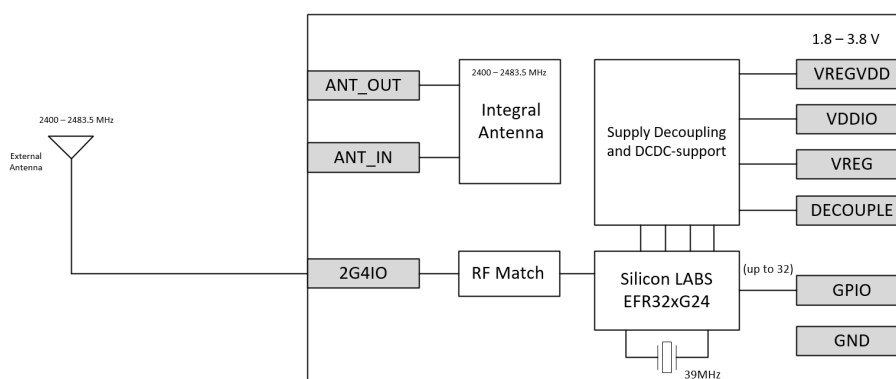 1.8 – 3.8 V
ANT_OUT
2400 – 2483.5 MHz
Integral
Antenna
VREGVDD
2400 – 2483.5 MHz
External
Antenna
ANT_IN
Supply Decoupling
and DCDC-support
VDDIO
VREG
DECOUPLE
2G4IO
RF Match
Silicon LABS
EFR32xG24
(up to 32)
GPIO
GND
39MHz